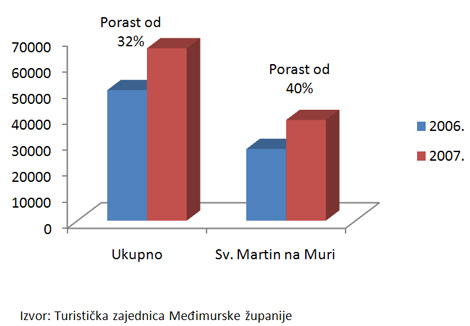 Porast od
32%
Porast od
40%
70000
60000
50000
40000
30000
20000
10000
0
Ukupno
Sv. Martin na Muri
2006.
2007.
Izvor: Turistička zajednica Međimurske županije